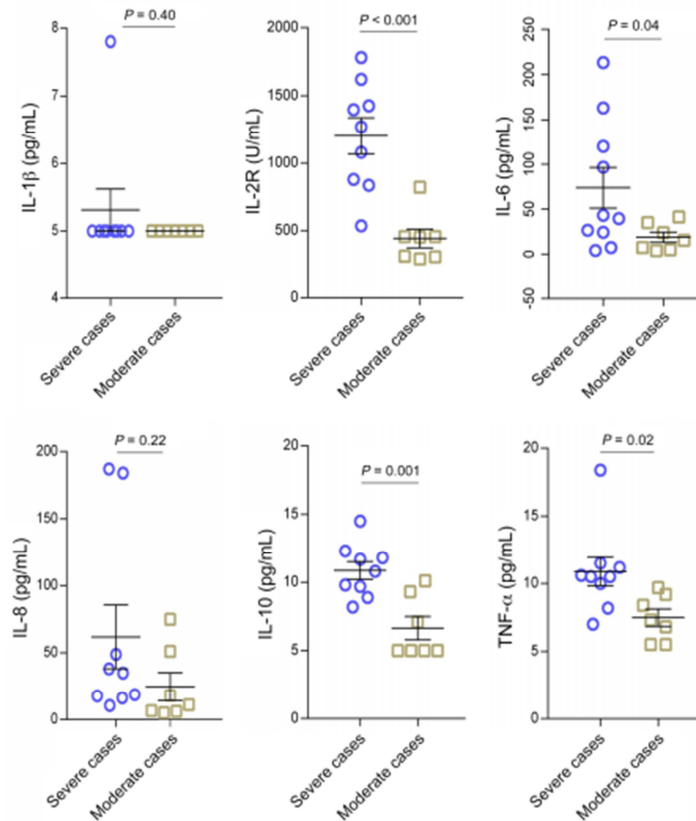 P = 0.40
IL-1β (pg/mL)
8
7
6
5
4
Severe cases
Moderate cases
P < 0.001
IL-2R (U/mL)
2000
1500
1000
500
0
Severe cases
Moderate cases
P = 0.04
IL-6 (pg/mL)
250
200
150
100
50
0
-50
Severe cases
Moderate cases
P = 0.22
IL-8 (pg/mL)
200
150
100
50
0
Severe cases
Moderate cases
P = 0.001
IL-10 (pg/mL)
20
15
10
5
0
Severe cases
Moderate cases
P = 0.02
TNF-α (pg/mL)
20
15
10
5
0
Severe cases
Moderate cases